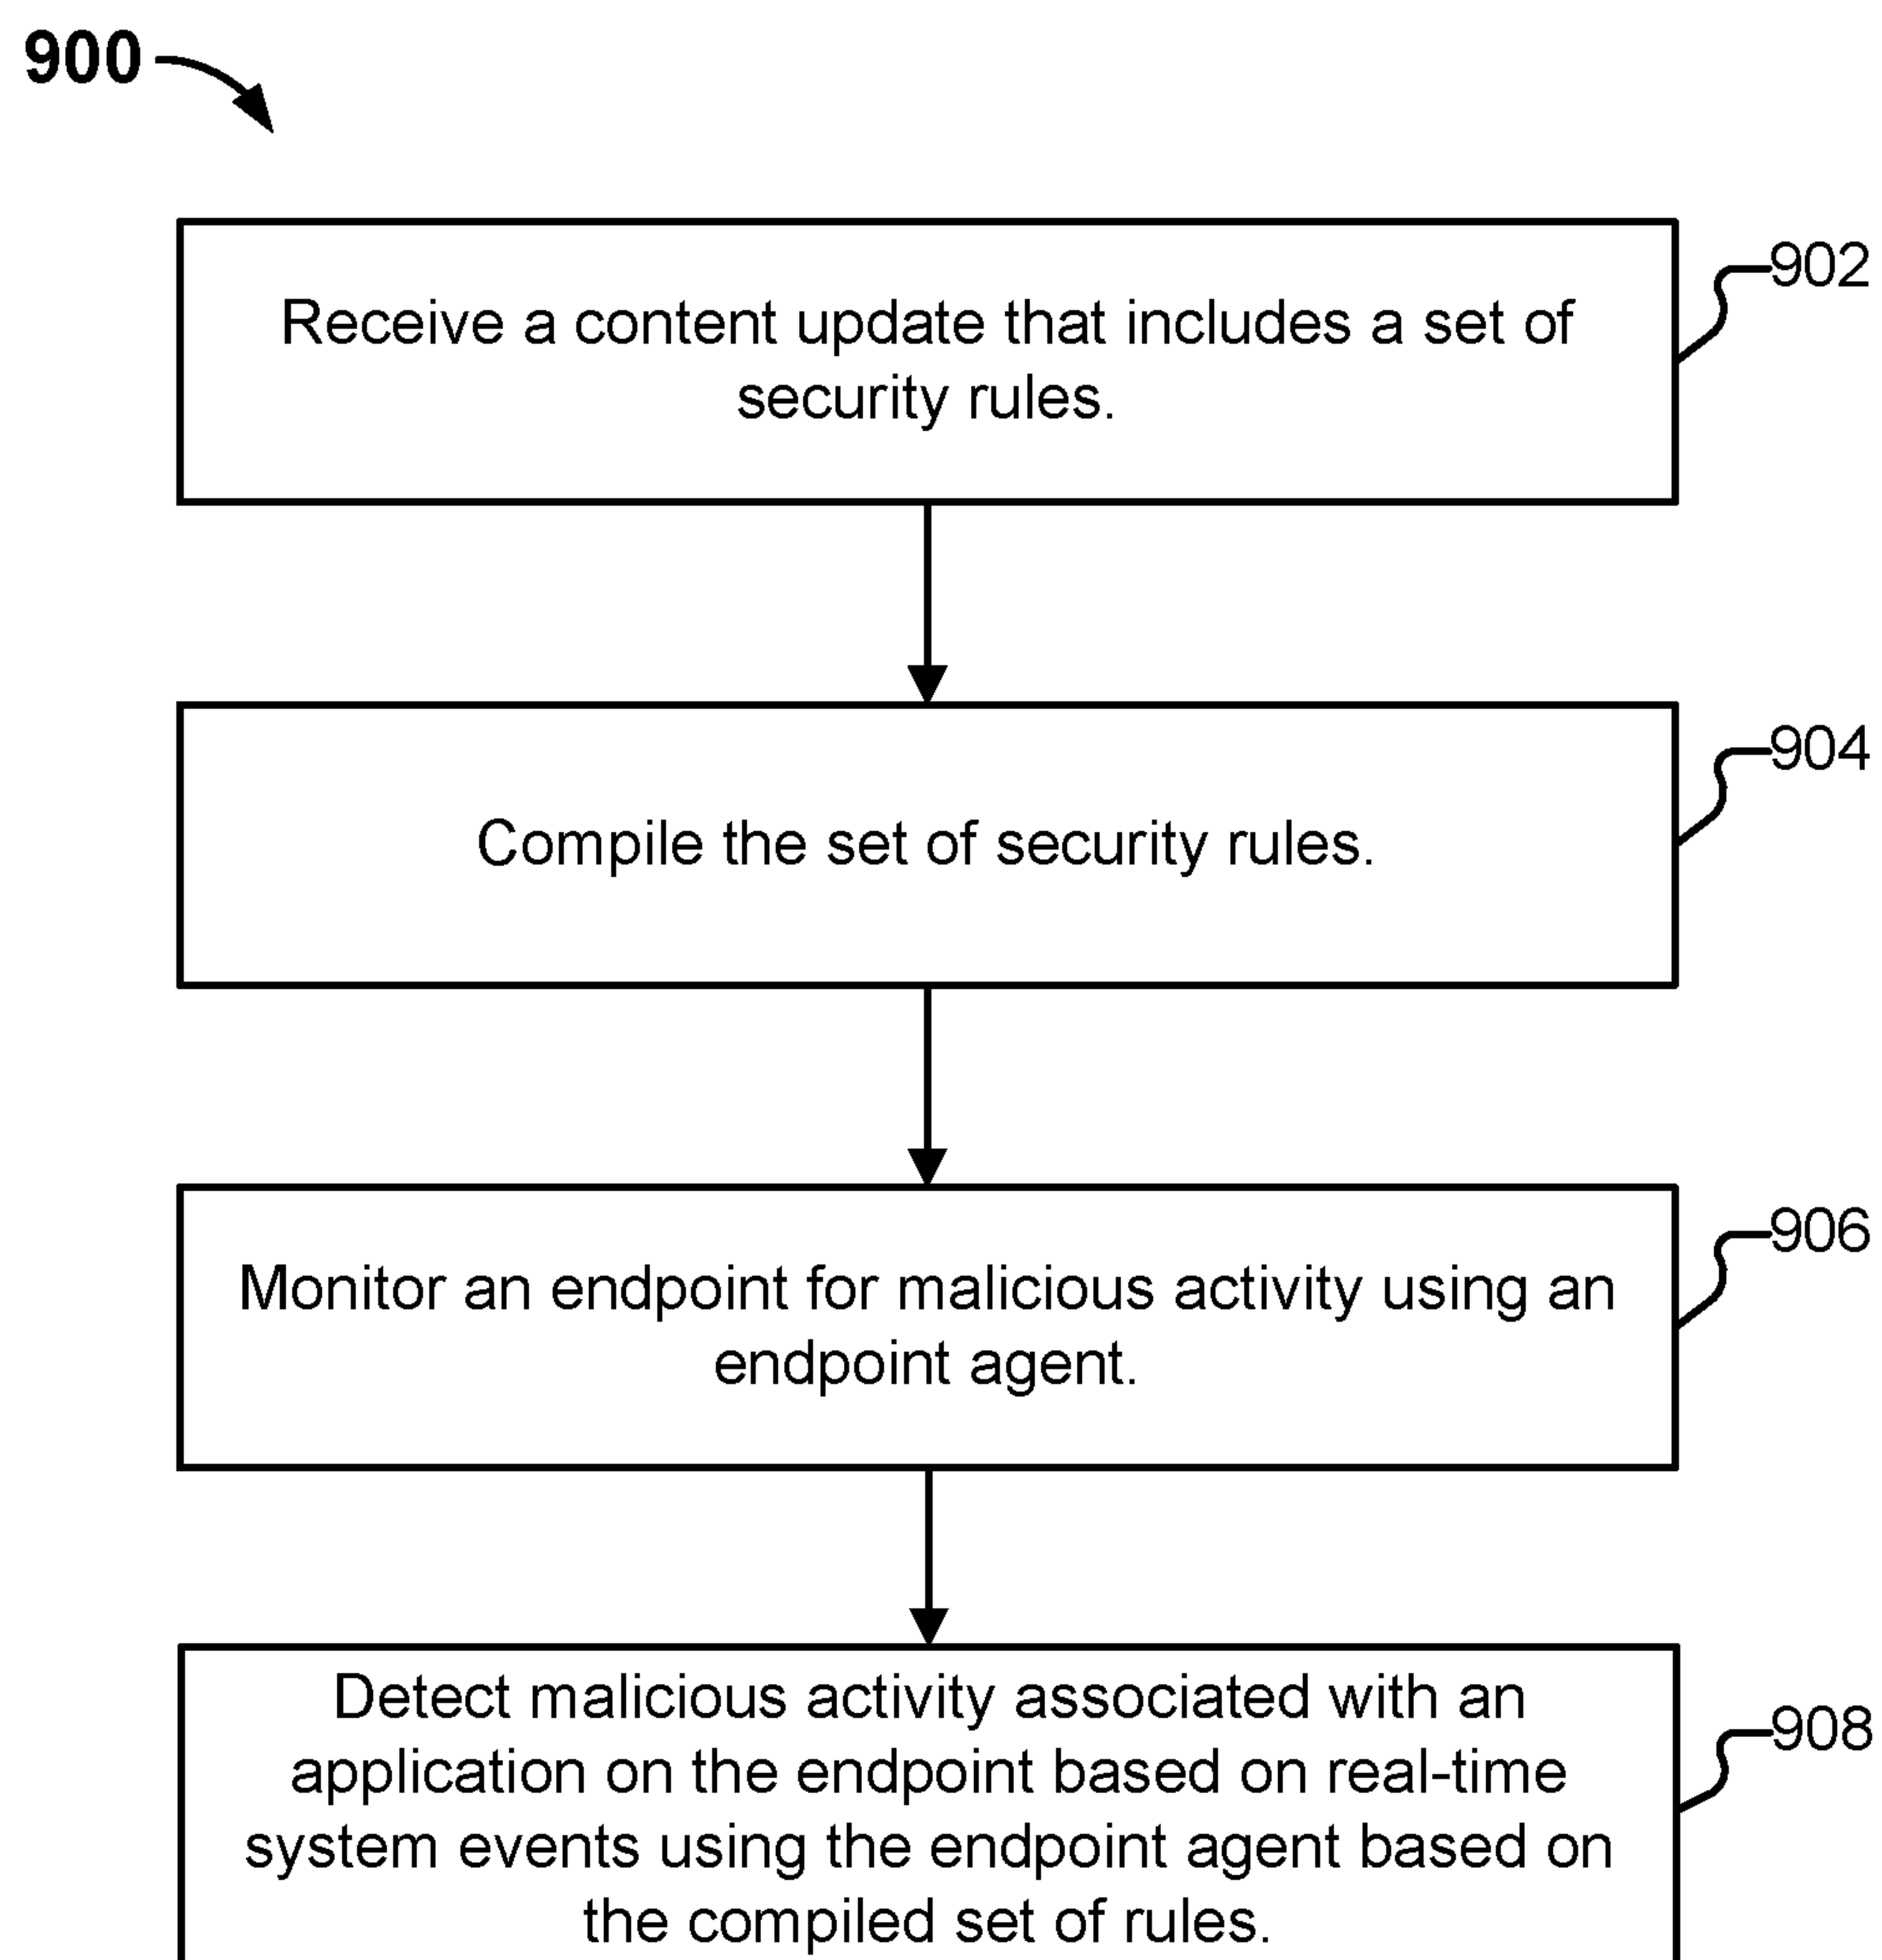 900
902
Receive a content update that includes a set of
security rules.
904
Compile the set of security rules.
906
Monitor an endpoint for malicious activity using an
endpoint agent.
908
Detect malicious activity associated with an
application on the endpoint based on real-time
system events using the endpoint agent based on
the compiled set of rules.